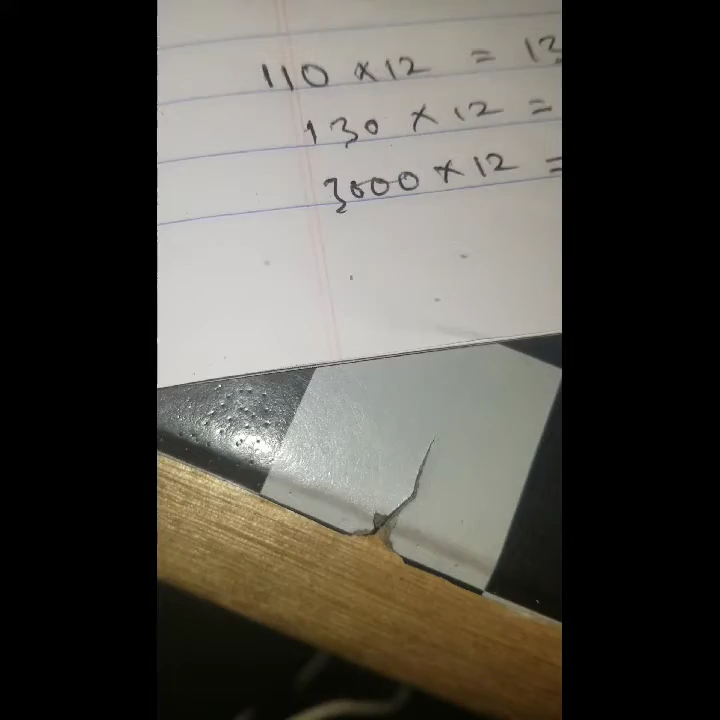 110 × 12 = 13
130 × 12 =
3000 × 12 =